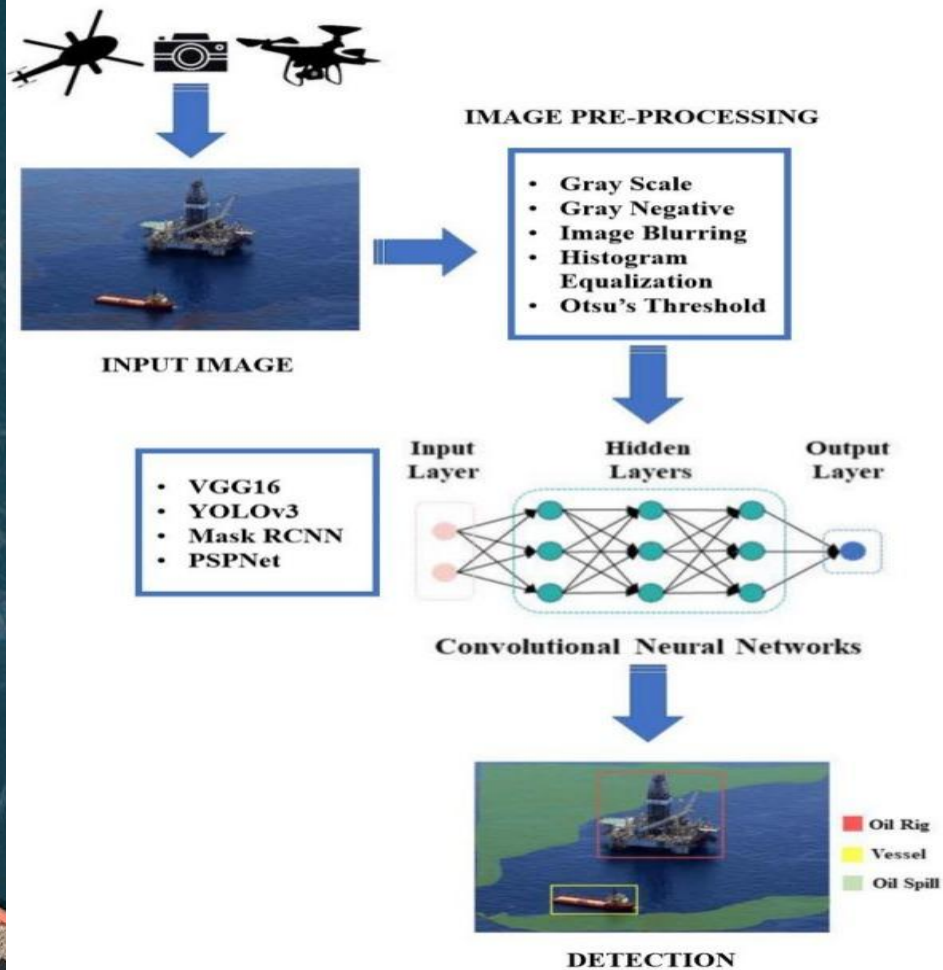 IMAGE PRE-PROCESSING
• Gray Scale
• Gray Negative
• Image Blurring
• Histogram
Equalization
• Otsu's Threshold
INPUT IMAGE
• VGG16
• YOLOv3
• Mask RCNN
• PSPNet
Input
Layer
Hidden
Layers
Output
Layer
Convolutional Neural Networks
Oil Rig
Vessel
Oil Spill
DETECTION